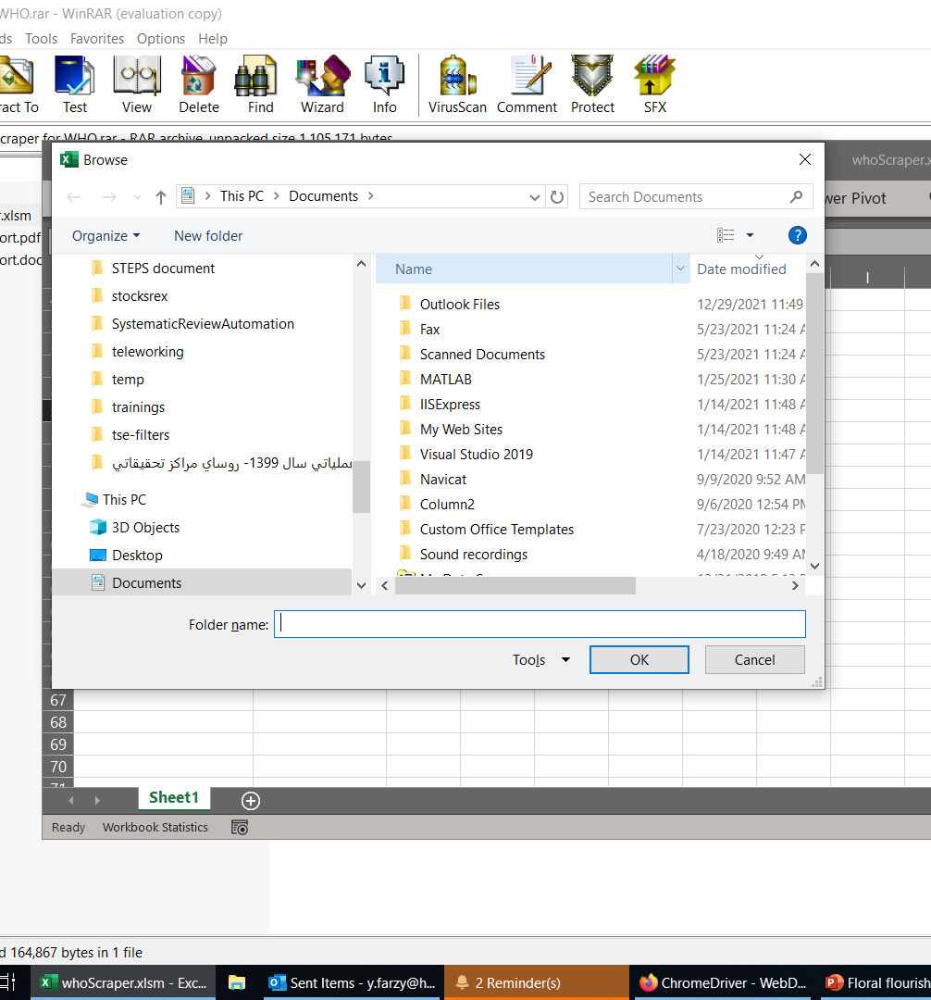 WHO.rar - WinRAR (evaluation copy)
ds Tools Favorites Options Help
ract To Test View Delete Find Wizard Info VirusScan Comment Protect SFX
craper for WHO.rar - RAR archive, unpacked size 1,105,171 bytes
Browse
whoScraper.x
This PC > Documents >
Search Documents
wer Pivot
r.xlsm
ort.pdf
ort.doc
Organize
New folder
?
STEPS document
stocksrex
SystematicReviewAutomation
teleworking
temp
trainings
tse-filters
عملياتي سال 1399- روساي مراكز تحقيقاتي
This PC
3D Objects
Desktop
Documents
Name Date modified
Outlook Files 12/29/2021 11:49
Fax 5/23/2021 11:24 A
Scanned Documents 5/23/2021 11:24 A
MATLAB 1/25/2021 11:30 A
IISExpress 1/14/2021 11:48 A
My Web Sites 1/14/2021 11:48 A
Visual Studio 2019 1/14/2021 11:47 A
Navicat 9/9/2020 9:52 AM
Column2 9/6/2020 12:54 PM
Custom Office Templates 7/23/2020 12:23 P
Sound recordings 4/18/2020 9:49 AM
I
Folder name:
Tools OK Cancel
67
68
69
70
71
Sheet1
Ready Workbook Statistics
d 164,867 bytes in 1 file
whoScraper.xlsm - Exc... Sent Items - y.farzy@h... 2 Reminder(s) ChromeDriver - WebD... Floral flourish